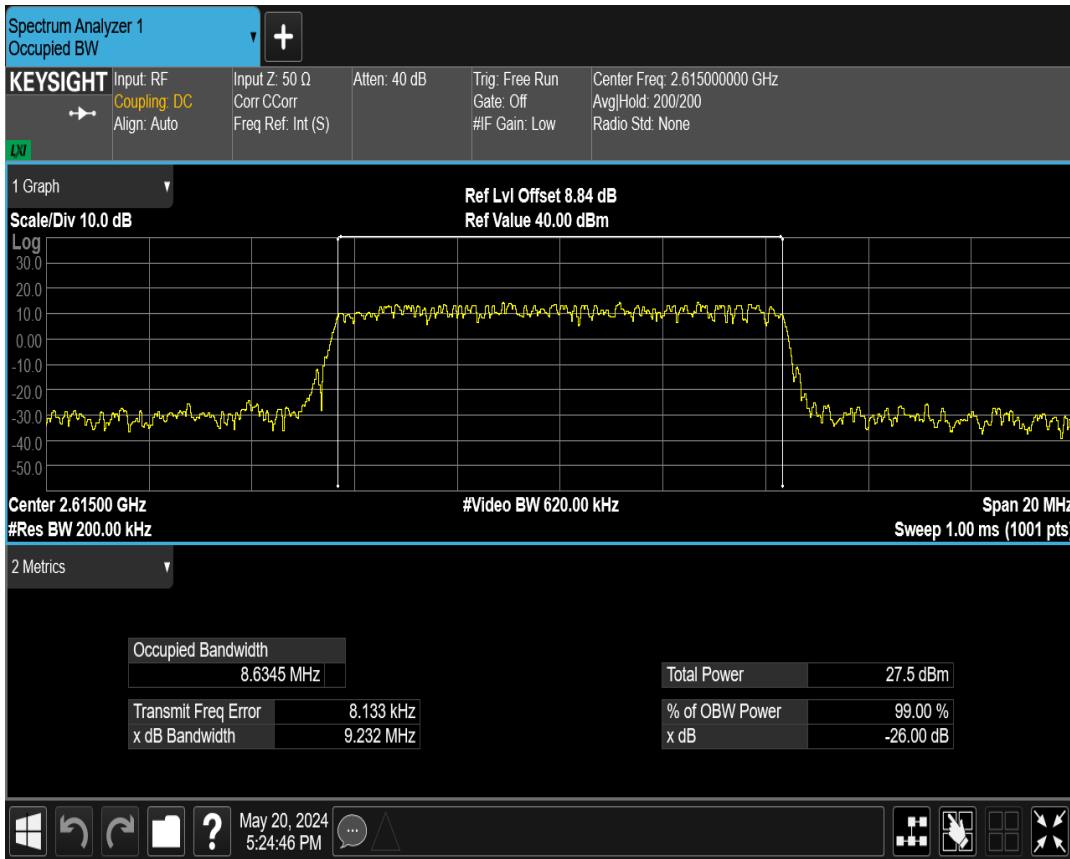 Spectrum Analyzer 1
Occupied BW
KEYSIGHT
LXI
Input: RF
Coupling: DC
Align: Auto
Input Z: 50 Ω
Corr CCorr
Freq Ref: Int (S)
Atten: 40 dB
Trig: Free Run
Gate: Off
#IF Gain: Low
Center Freq: 2.615000000 GHz
Avg|Hold: 200/200
Radio Std: None
1 Graph
Scale/Div 10.0 dB
Ref Lvl Offset 8.84 dB
Ref Value 40.00 dBm
Log
30.0
20.0
10.0
0.00
-10.0
-20.0
-30.0
-40.0
-50.0
Center 2.61500 GHz
#Res BW 200.00 kHz
#Video BW 620.00 kHz
Span 20 MHz
Sweep 1.00 ms (1001 pts)
2 Metrics
Occupied Bandwidth
8.6345 MHz
Transmit Freq Error 8.133 kHz
x dB Bandwidth 9.232 MHz
Total Power 27.5 dBm
% of OBW Power 99.00 %
x dB -26.00 dB
?
May 20, 2024
5:24:46 PM